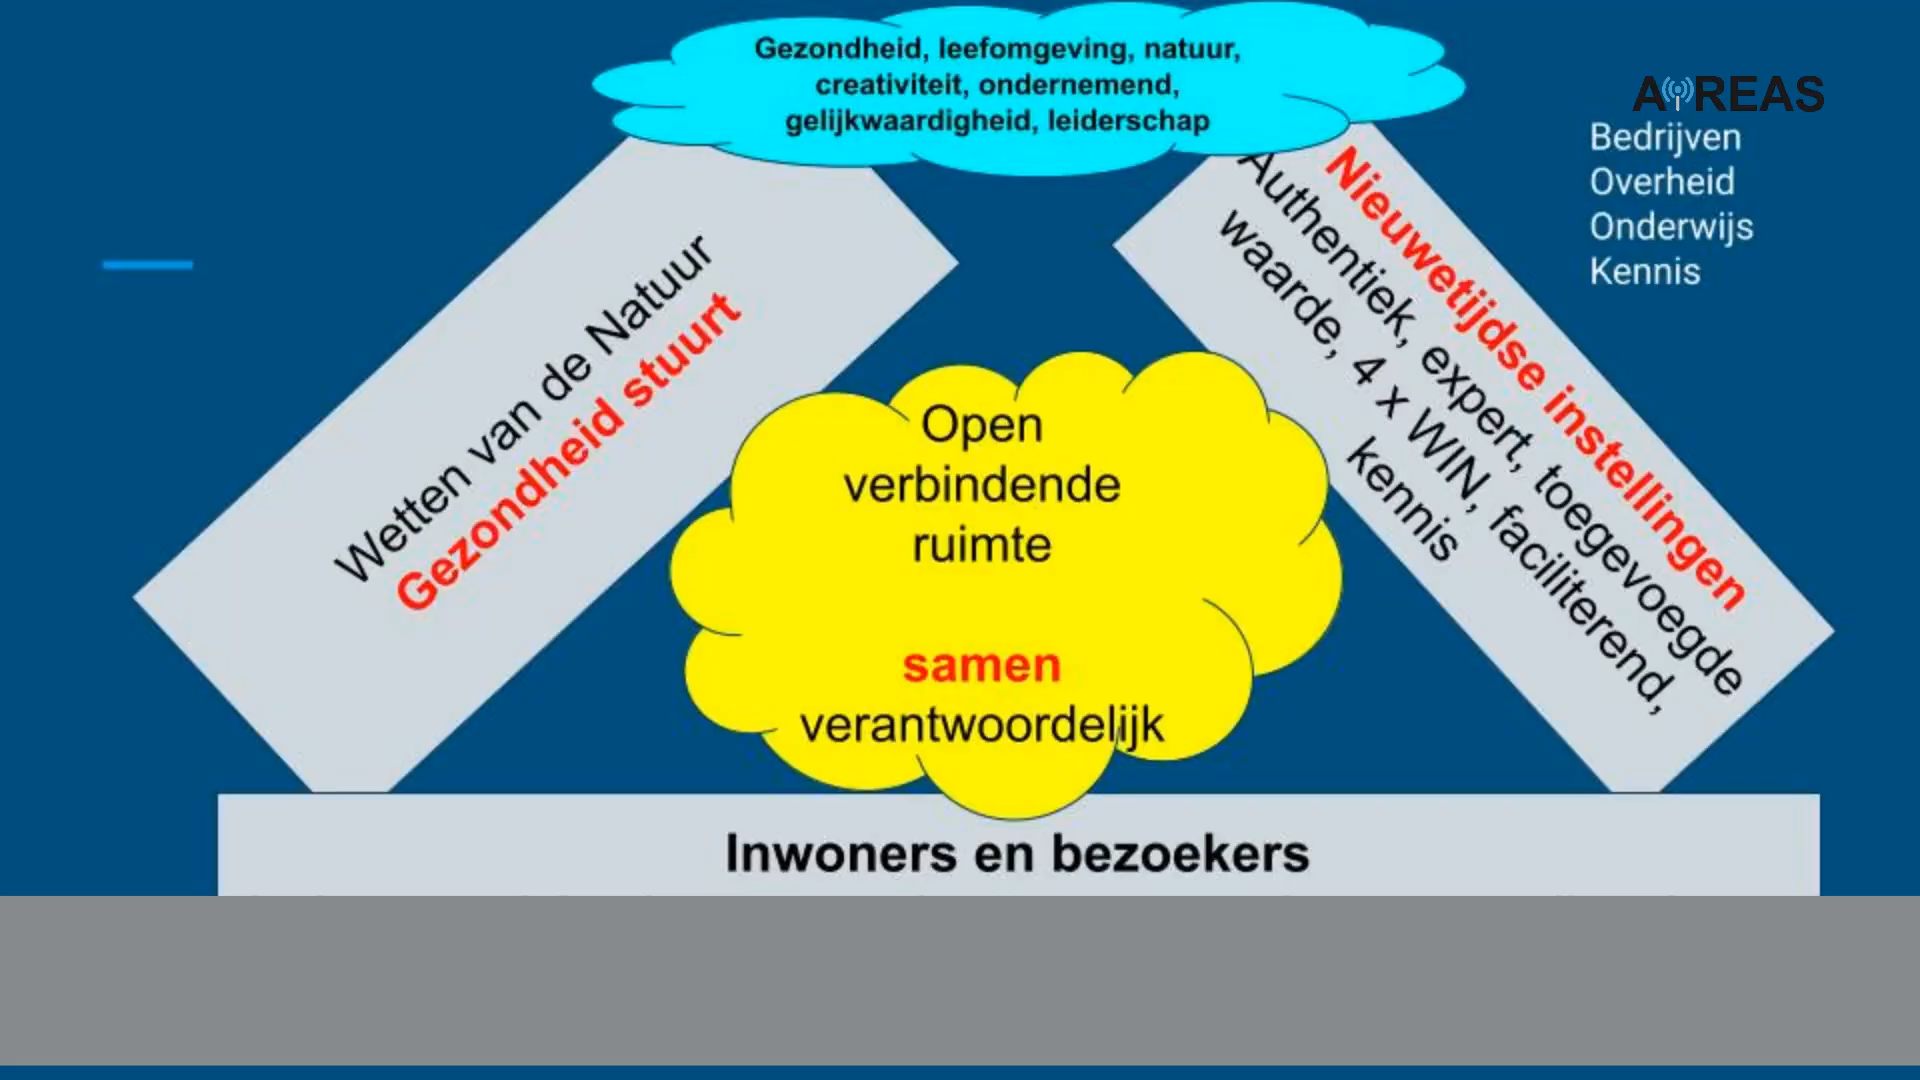 Gezondheid, leefomgeving, natuur,
creativiteit, ondernemend,
gelijkwaardigheid, leiderschap
AiREAS
Bedrijven
Overheid
Onderwijs
Kennis
Wetten van de Natuur
Gezondheid stuurt
Nieuwetijdse instellingen
Authentiek, expert, toegevoegde
waarde, 4 x WIN, faciliterend,
kennis
Open
verbindende
ruimte
samen
verantwoordelijk
Inwoners en bezoekers